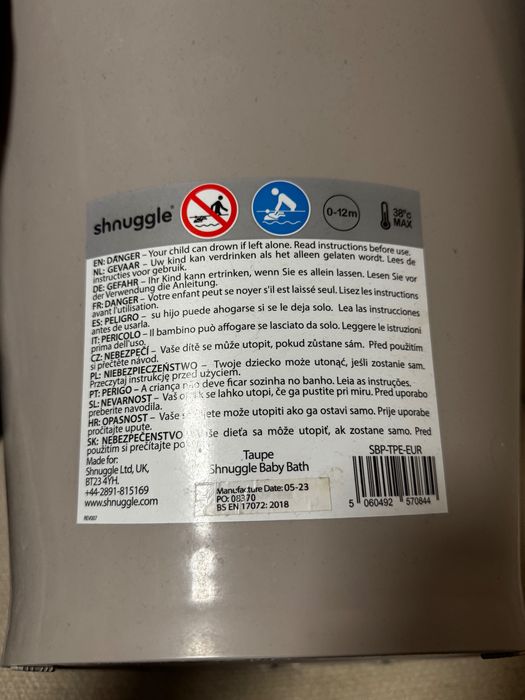 shnuggle®
0-12m
38°c
MAX
EN: DANGER – Your child can drown if left alone. Read instructions before use.
NL: GEVAAR – Uw kind kan verdrinken als het alleen gelaten wordt. Lees de
instructies voor gebruik.
DE: GEFAHR – Ihr Kind kann ertrinken, wenn Sie es allein lassen. Lesen Sie vor
der Verwendung die Anleitung.
FR: DANGER – Votre enfant peut se noyer s'il est laissé seul. Lisez les instructions
avant l'utilisation.
ES: PELIGRO – su hijo puede ahogarse si se le deja solo. Lea las instrucciones
antes de usarla.
IT: PERICOLO – Il bambino può affogare se lasciato da solo. Leggere le istruzioni
prima dell'uso.
CZ: NEBEZPEČÍ – Vaše dítě se může utopit, pokud zůstane sám. Před použitím
si přečtěte návod.
PL: NIEBEZPIECZEŃSTWO – Twoje dziecko może utonąć, jeśli zostanie sam.
Przeczytaj instrukcję przed użyciem.
PT: PERIGO – A criança não deve ficar sozinha no banho. Leia as instruções.
SL: NEVARNOST – Vaš se lahko utopi, če ga pustite pri miru. Pred uporabo
preberite navodila.
HR: OPASNOST – Vaše dijete može utopiti ako ga ostavi samo. Prije uporabe
pročitajte upute.
SK: NEBEZPEČENSTVO Vaše dieťa sa môže utopiť, ak zostane samo. Pred
použitím si prečítajte
Made for:
Shnuggle Ltd, UK,
BT23 4YH.
+44-2891-815169
www.shnuggle.com
REV007
Taupe
Shnuggle Baby Bath
Manufacture Date: 05-23
PO: 08370
BS EN 17072: 2018
SBP-TPE-EUR
5 060492 570844